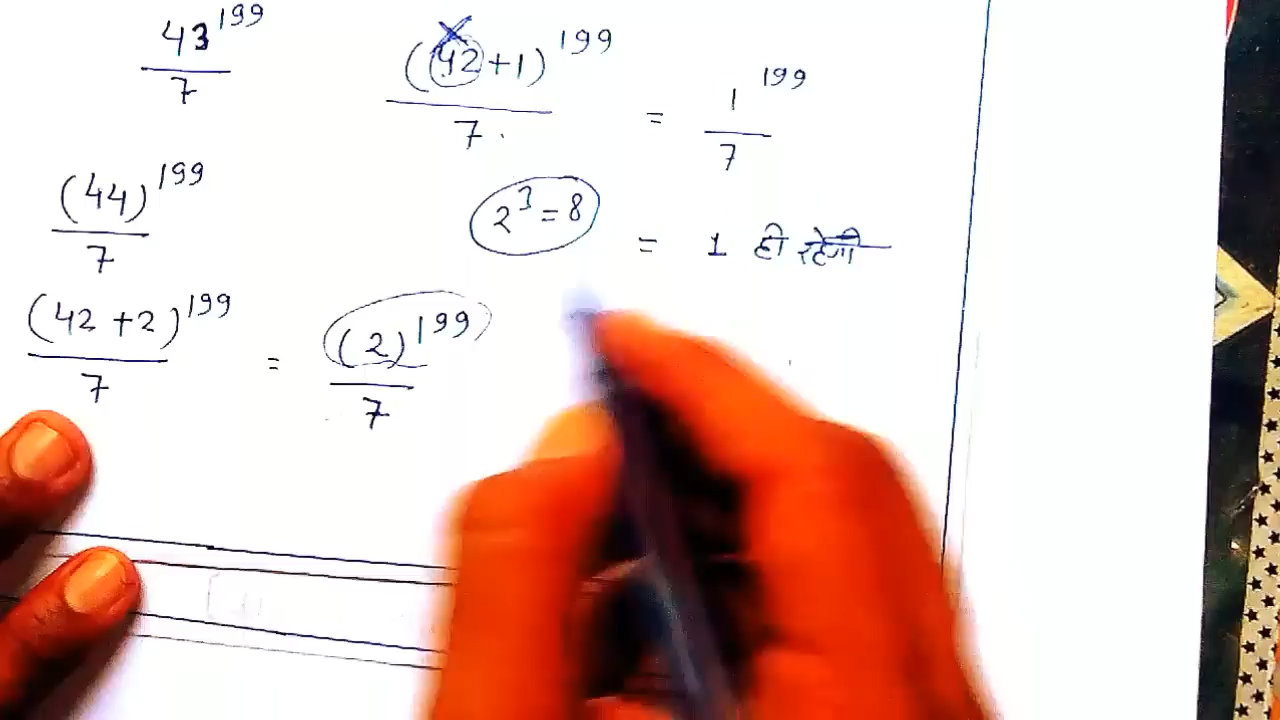 43^199 / 7
((42+1)^199) / 7 = 1^199 / 7
(44)^199 / 7
2^3 = 8
= 1 ही रहेगी
(42+2)^199 / 7 = (2)^199 / 7